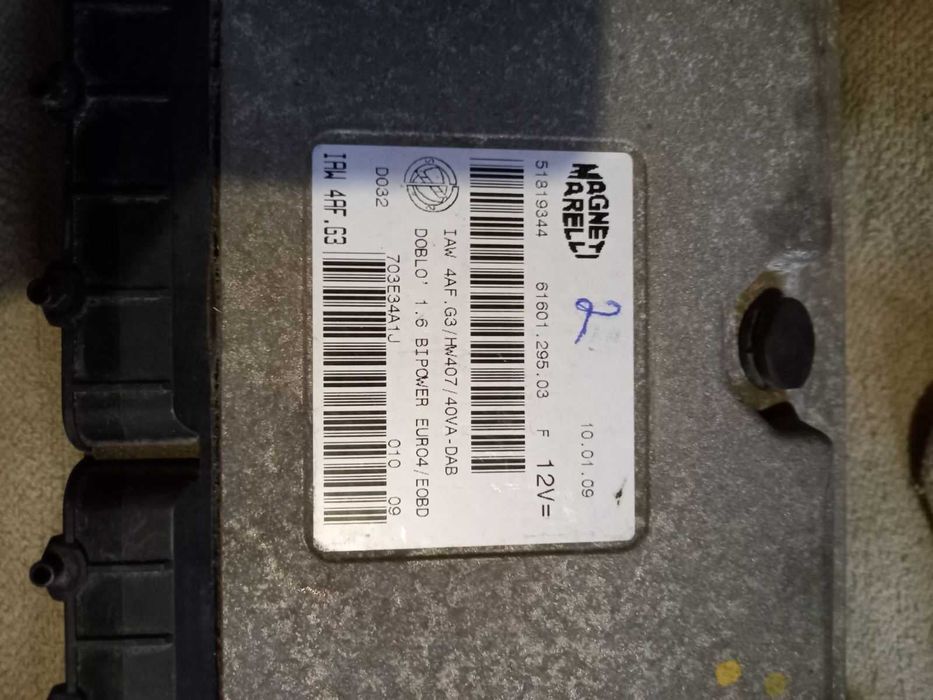 MAGNETI
MARELLI
2
10.01.09
51819344 61601.295.03 F 12V=
IAW 4AF.G3/HW407/40VA-DAB
DOBLO' 1.6 BIPOWER EURO4/EOBD
D032
703E34A1J 010 09
IAW 4AF.G3